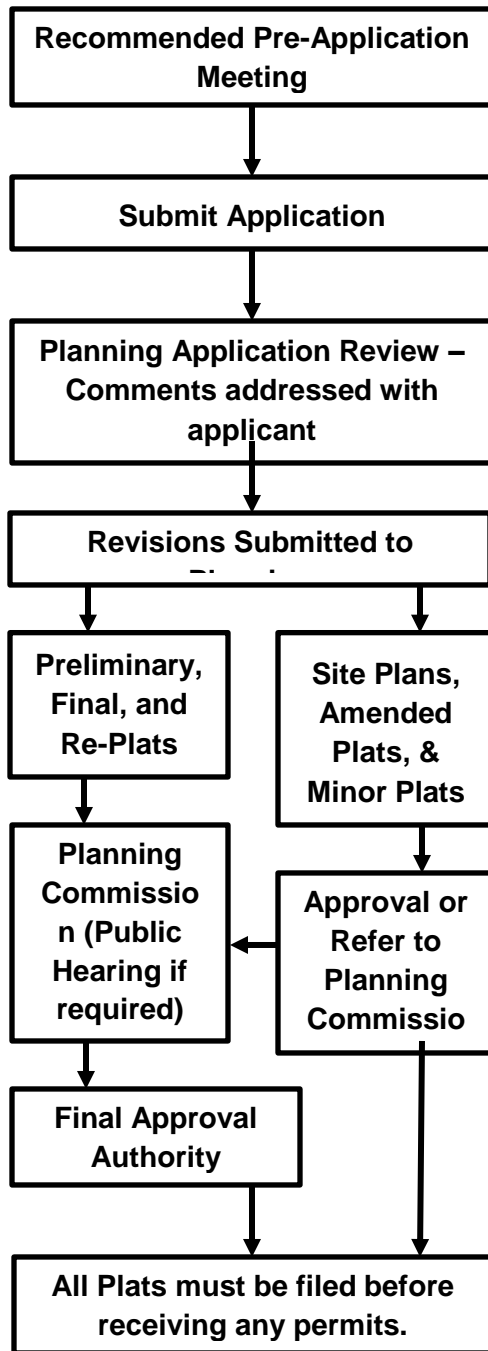 Recommended Pre-Application
Meeting
Submit Application
Planning Application Review –
Comments addressed with
applicant
Revisions Submitted to
Preliminary,
Final, and
Re-Plats
Site Plans,
Amended
Plats, &
Minor Plats
Planning
Commissio
n (Public
Hearing if
required)
Approval or
Refer to
Planning
Commissio
Final Approval
Authority
All Plats must be filed before
receiving any permits.